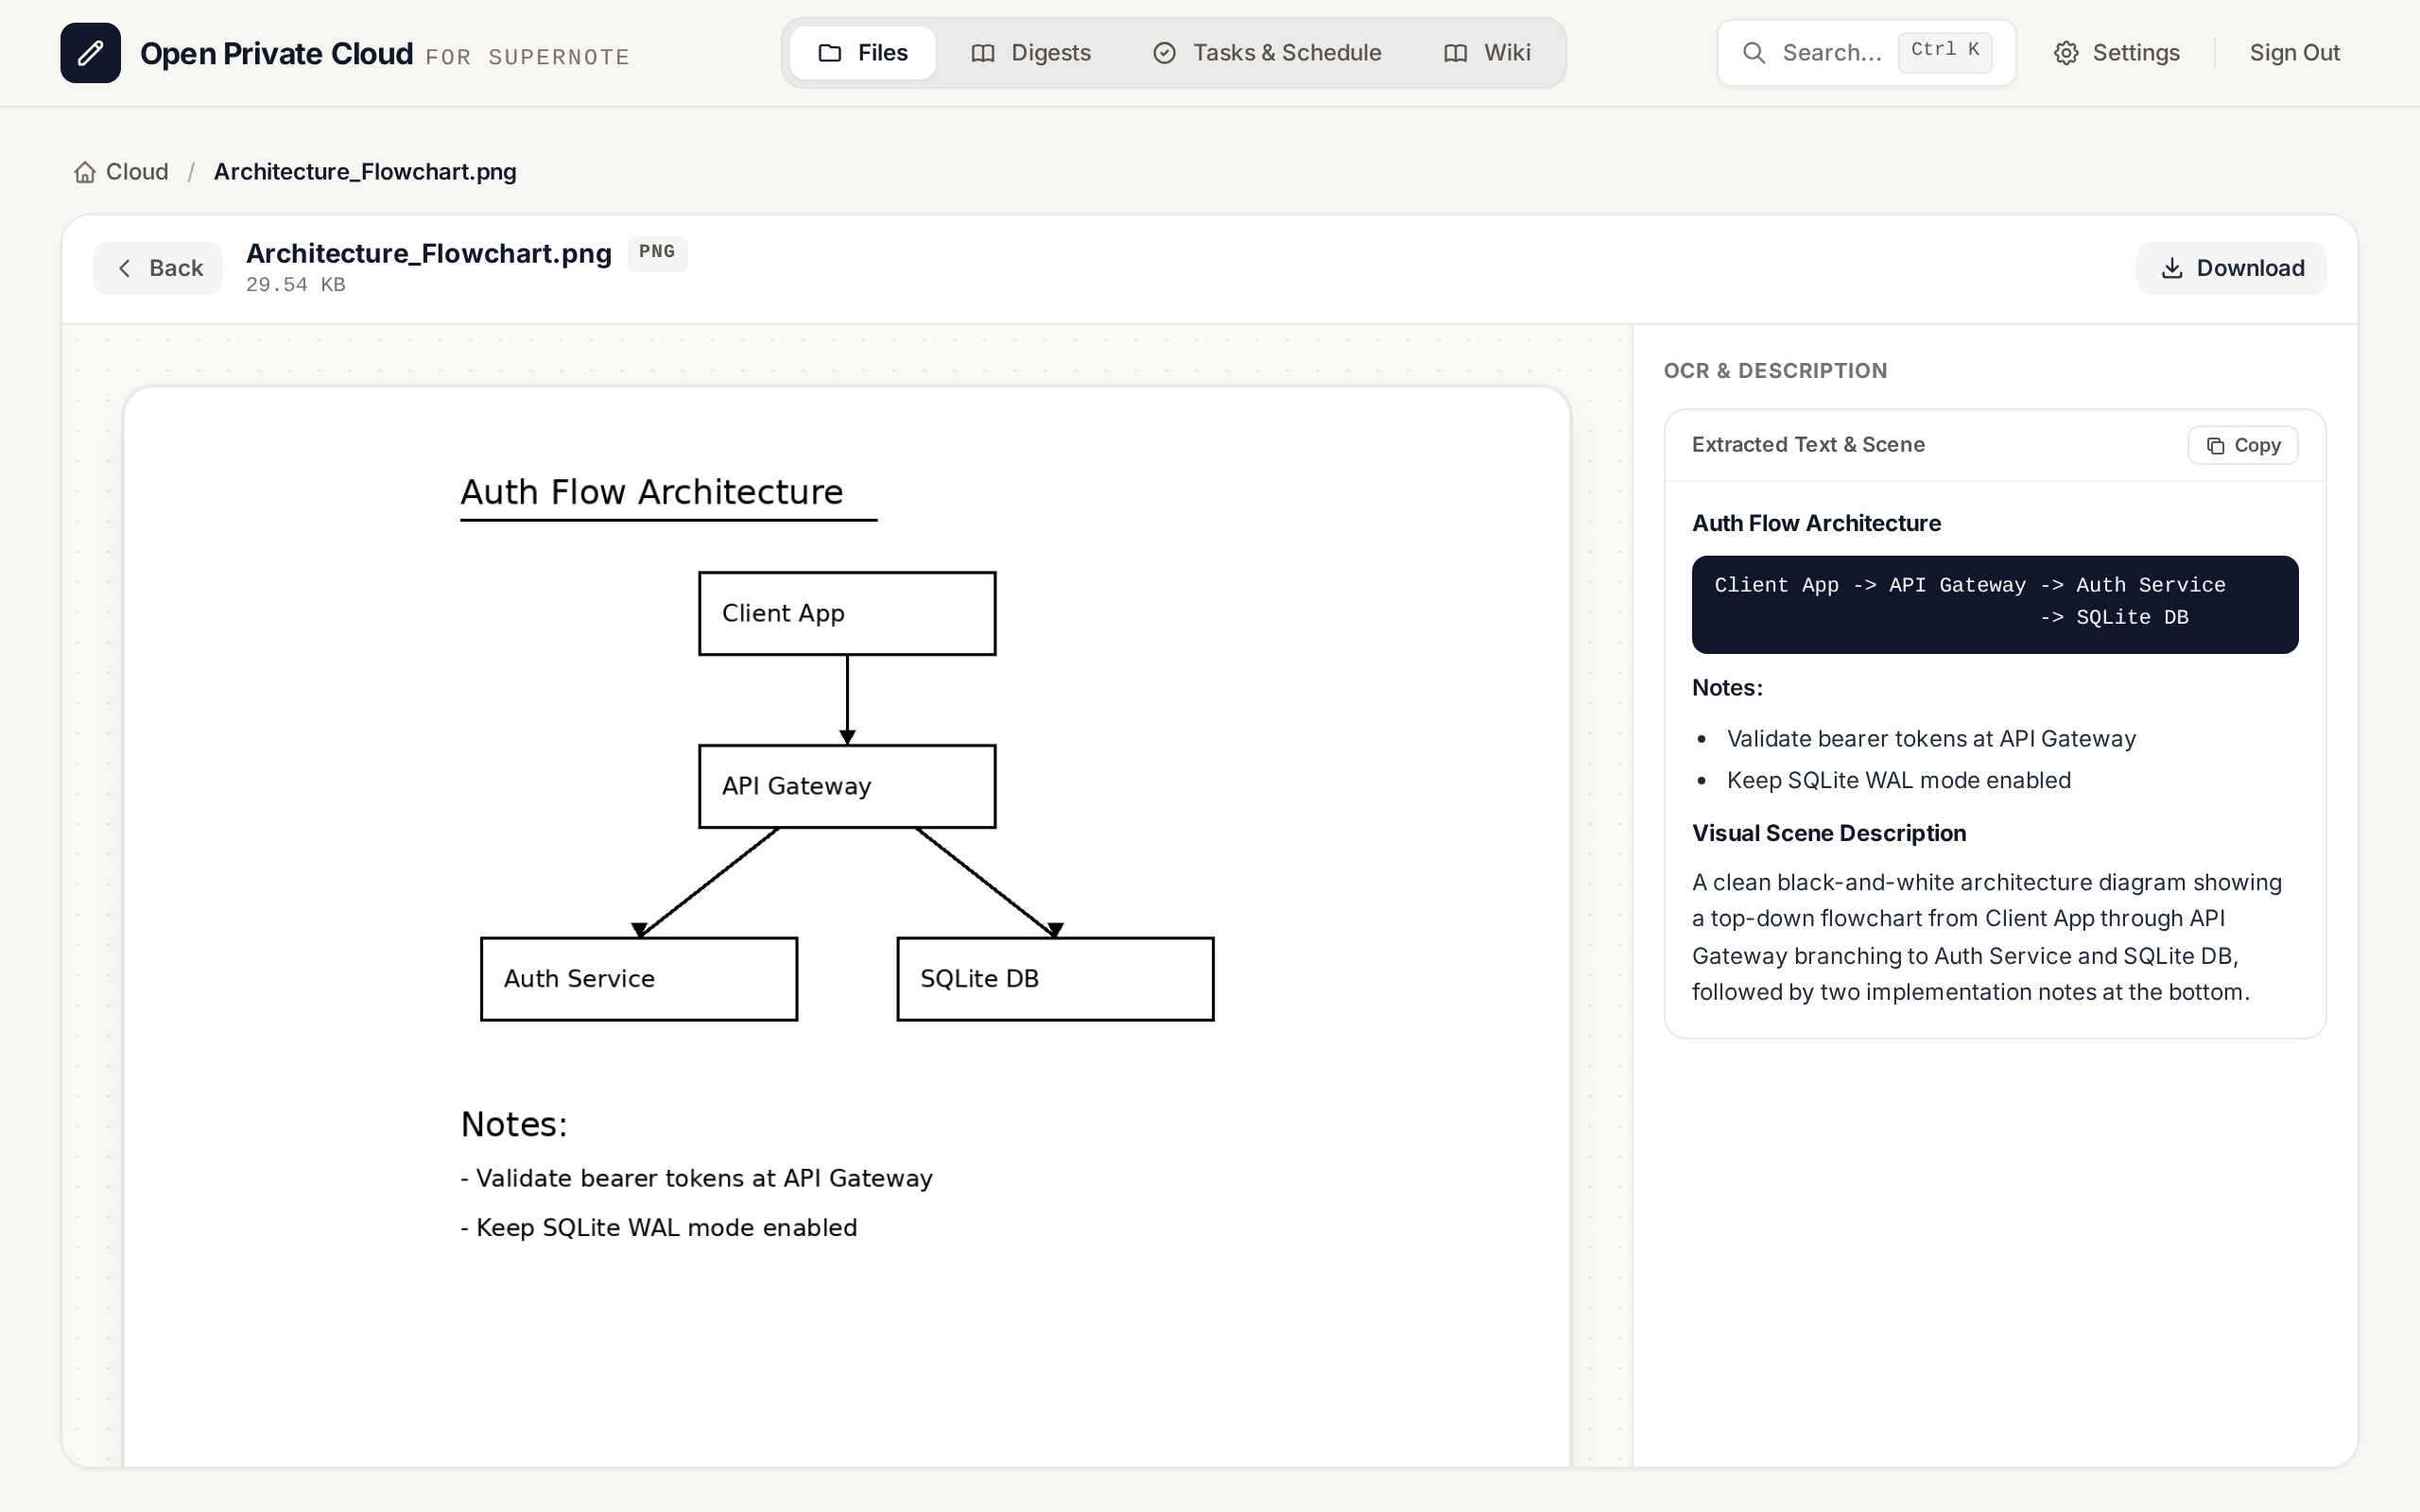 Open Private Cloud FOR SUPERNOTE
Files
Digests
Tasks & Schedule
Wiki
Search... Ctrl K
Settings
Sign Out
Cloud / Architecture_Flowchart.png
Back
Architecture_Flowchart.png PNG
29.54 KB
Download
Auth Flow Architecture
Client App
API Gateway
Auth Service
SQLite DB
Notes:
- Validate bearer tokens at API Gateway
- Keep SQLite WAL mode enabled
OCR & DESCRIPTION
Extracted Text & Scene
Copy
Auth Flow Architecture
Client App -> API Gateway -> Auth Service
-> SQLite DB
Notes:
• Validate bearer tokens at API Gateway
• Keep SQLite WAL mode enabled
Visual Scene Description
A clean black-and-white architecture diagram showing
a top-down flowchart from Client App through API
Gateway branching to Auth Service and SQLite DB,
followed by two implementation notes at the bottom.